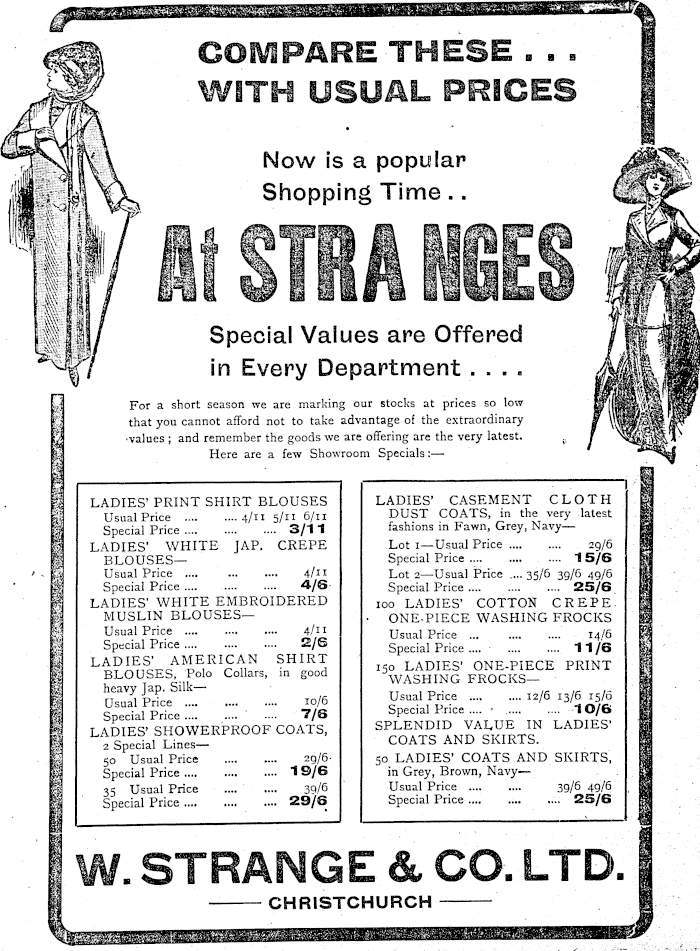 COMPARE THESE . . .
WITH USUAL PRICES
Now is a popular
Shopping Time . .
At STRANGES
Special Values are Offered
in Every Department . . . .
For a short season we are marking our stocks at prices so low
that you cannot afford not to take advantage of the extraordinary
values ; and remember the goods we are offering are the very latest.
Here are a few Showroom Specials :—
LADIES' PRINT SHIRT BLOUSES
Usual Price .... .... 4/11 5/11 6/11
Special Price .... .... .... 3/11
LADIES' WHITE JAP. CREPE
BLOUSES—
Usual Price .... ... .... 4/11
Special Price .... .... .... 4/6
LADIES' WHITE EMBROIDERED
MUSLIN BLOUSES—
Usual Price .... .... .... 4/11
Special Price .... .... .... 2/6
LADIES' AMERICAN SHIRT
BLOUSES, Polo Collars, in good
heavy Jap. Silk—
Usual Price .... .... .... 10/6
Special Price .... .... .... 7/6
LADIES' SHOWERPROOF COATS,
2 Special Lines—
50 Usual Price .... .... 29/6
Special Price .... .... .... 19/6
35 Usual Price .... .... 39/6
Special Price .... .... .... 29/6
LADIES' CASEMENT CLOTH
DUST COATS, in the very latest
fashions in Fawn, Grey, Navy—
Lot 1—Usual Price .... .... 29/6
Special Price .... .... .... 15/6
Lot 2—Usual Price ... 35/6 39/6 49/6
Special Price .... .... .... 25/6
100 LADIES' COTTON CREPE
ONE-PIECE WASHING FROCKS
Usual Price ... .... .... 14/6
Special Price .... .... .... 11/6
150 LADIES' ONE-PIECE PRINT
WASHING FROCKS—
Usual Price .... .... 12/6 13/6 15/6
Special Price .... .... .... 10/6
SPLENDID VALUE IN LADIES'
COATS AND SKIRTS.
50 LADIES' COATS AND SKIRTS,
in Grey, Brown, Navy—
Usual Price .... .... 39/6 49/6
Special Price .... .... .... 25/6
W. STRANGE & CO. LTD.
— CHRISTCHURCH —